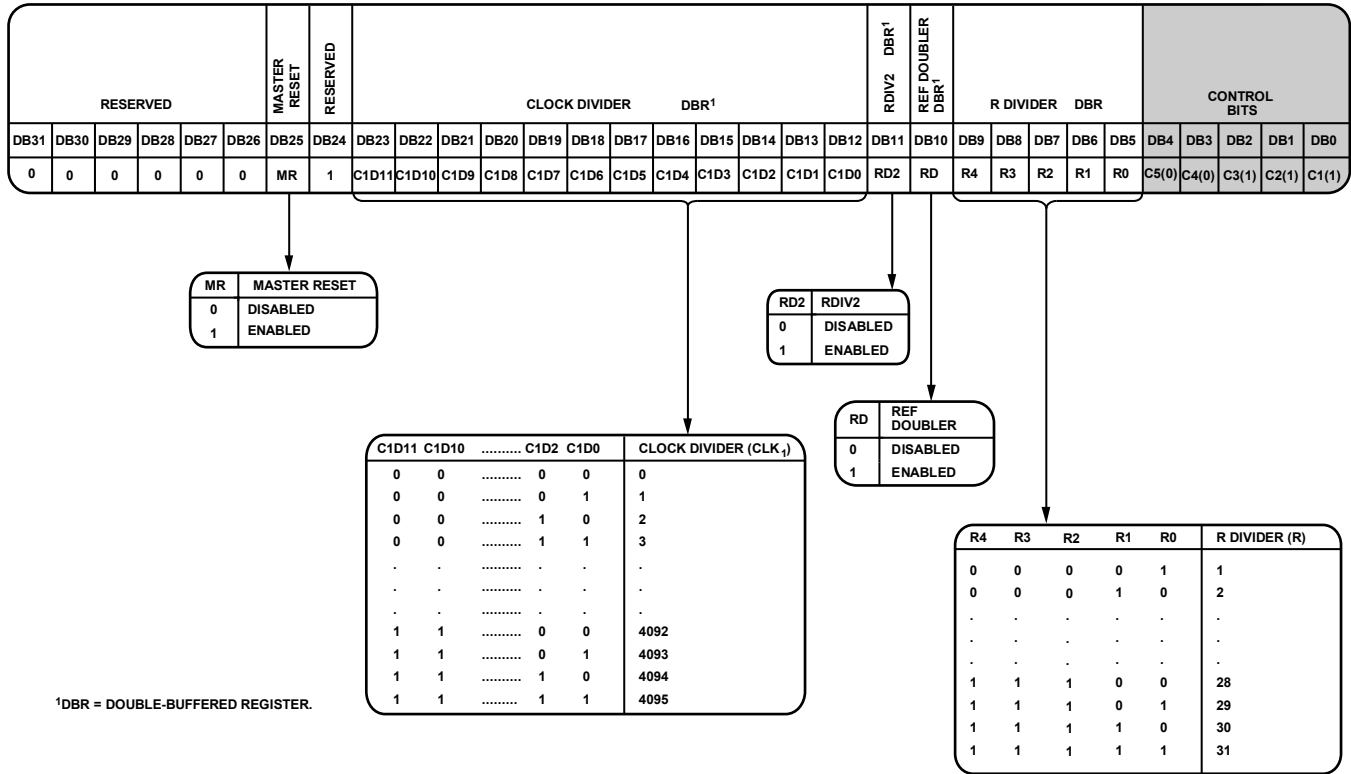 RESERVED MASTER RESET RESERVED CLOCK DIVIDER DBR1 RDIV2 DBR1 REF DOUBLER DBR1 R DIVIDER DBR CONTROL BITS
DB31 DB30 DB29 DB28 DB27 DB26 DB25 DB24 DB23 DB22 DB21 DB20 DB19 DB18 DB17 DB16 DB15 DB14 DB13 DB12 DB11 DB10 DB9 DB8 DB7 DB6 DB5 DB4 DB3 DB2 DB1 DB0
0 0 0 0 0 0 MR 1 C1D11 C1D10 C1D9 C1D8 C1D7 C1D6 C1D5 C1D4 C1D3 C1D2 C1D1 C1D0 RD2 RD R4 R3 R2 R1 R0 C5(0) C4(0) C3(1) C2(1) C1(1)
MR MASTER RESET
0 DISABLED
1 ENABLED
RD2 RDIV2
0 DISABLED
1 ENABLED
RD REF DOUBLER
0 DISABLED
1 ENABLED
C1D11 C1D10 .......... C1D2 C1D0 CLOCK DIVIDER (CLK1)
0 0 .......... 0 0 0
0 0 .......... 0 1 1
0 0 .......... 1 0 2
0 0 .......... 1 1 3
. . .......... . . .
. . .......... . . .
. . .......... . . .
1 1 .......... 0 0 4092
1 1 .......... 0 1 4093
1 1 .......... 1 0 4094
1 1 ......... 1 1 4095
R4 R3 R2 R1 R0 R DIVIDER (R)
0 0 0 0 1 1
0 0 0 1 0 2
. . . . . .
. . . . . .
. . . . . .
1 1 1 0 0 28
1 1 1 0 1 29
1 1 1 1 0 30
1 1 1 1 1 31
1DBR = DOUBLE-BUFFERED REGISTER.